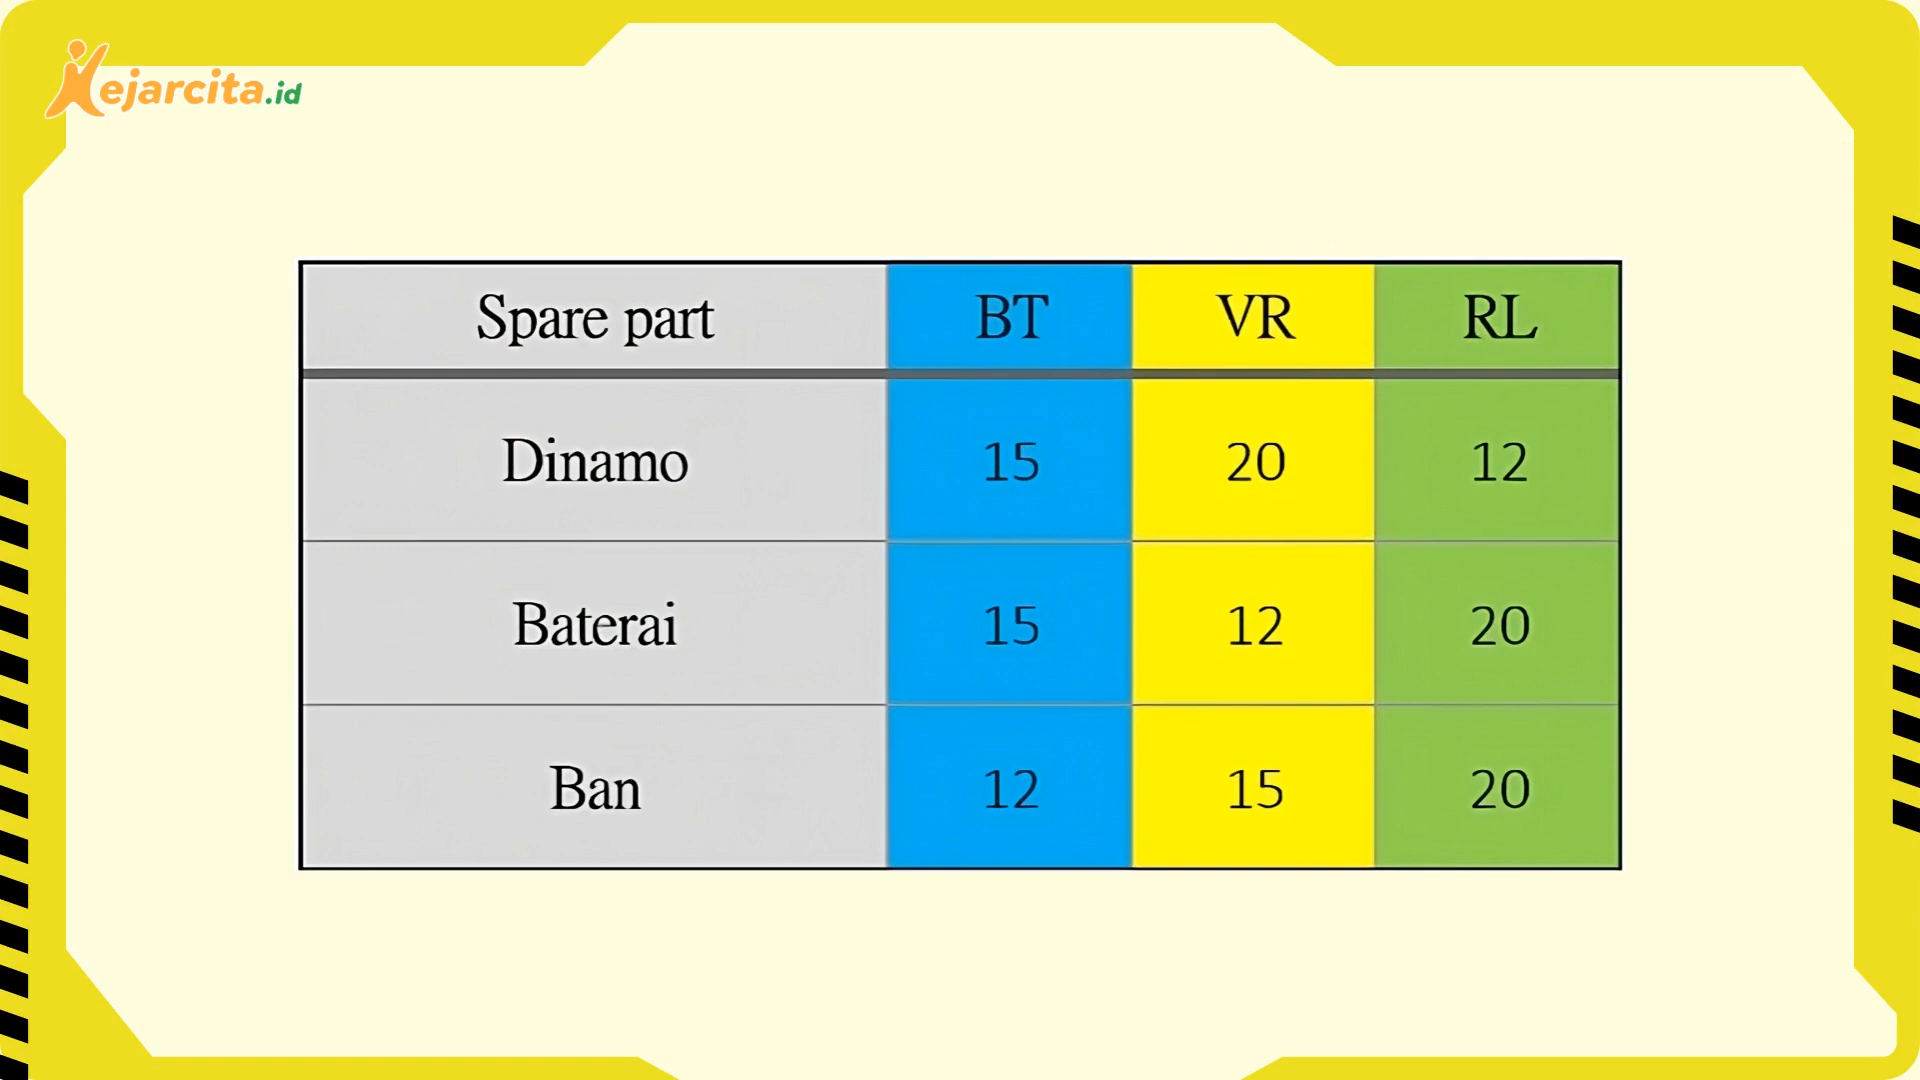 Kejarcita.id
Spare part BT VR RL
Dinamo 15 20 12
Baterai 15 12 20
Ban 12 15 20